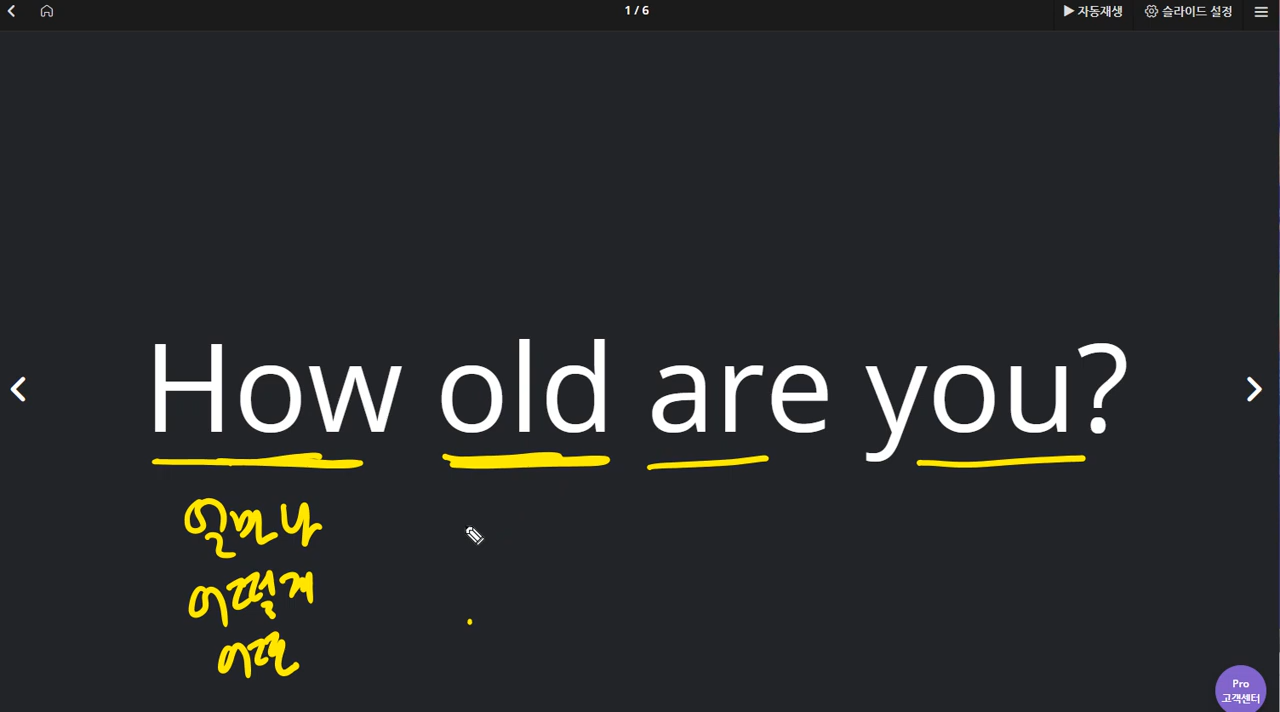 1 / 6
▶ 자동재생
슬라이드 설정
How old are you?
얼마나
어떻게
어떤
Pro
고객센터